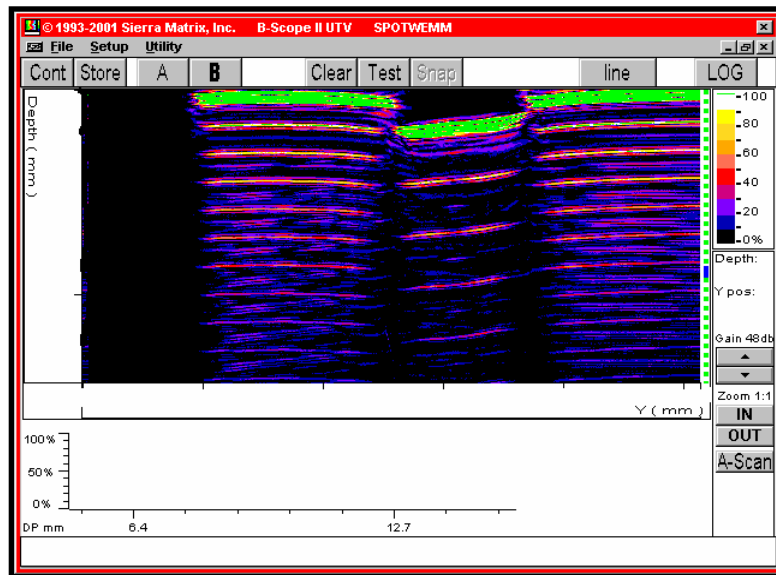 © 1993-2001 Sierra Matrix, Inc. B-Scope II UTV SPOTWEMM
File Setup Utility
Cont Store A B Clear Test Snap line LOG
Depth (mm)
100
80
60
40
20
0%
Depth:
Y pos:
Gain 48db
Zoom 1:1
IN
OUT
A-Scan
Y (mm)
100%
50%
0%
DP mm 6.4 12.7